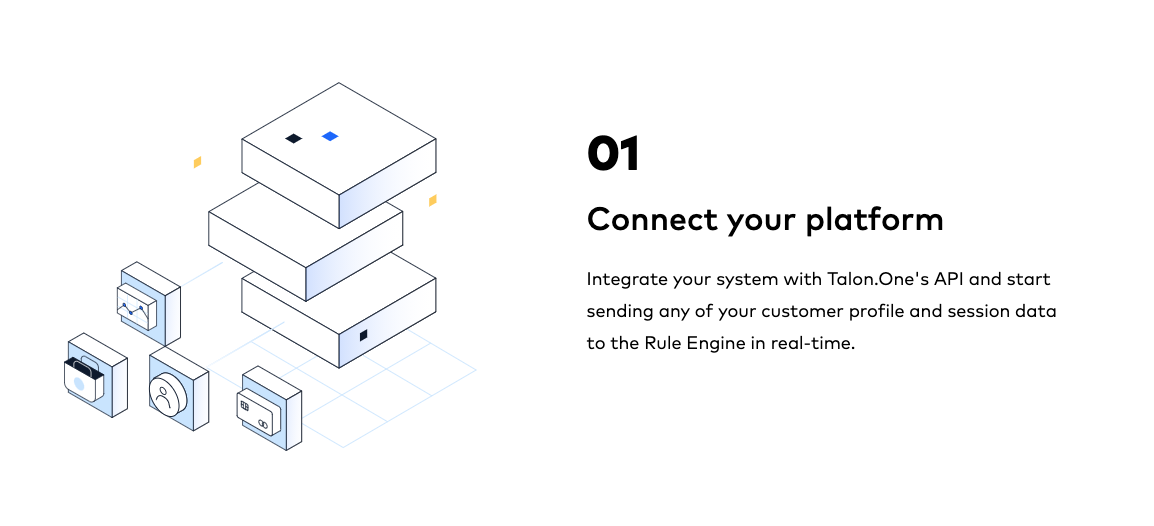 01
Connect your platform
Integrate your system with Talon.One's API and start
sending any of your customer profile and session data
to the Rule Engine in real-time.